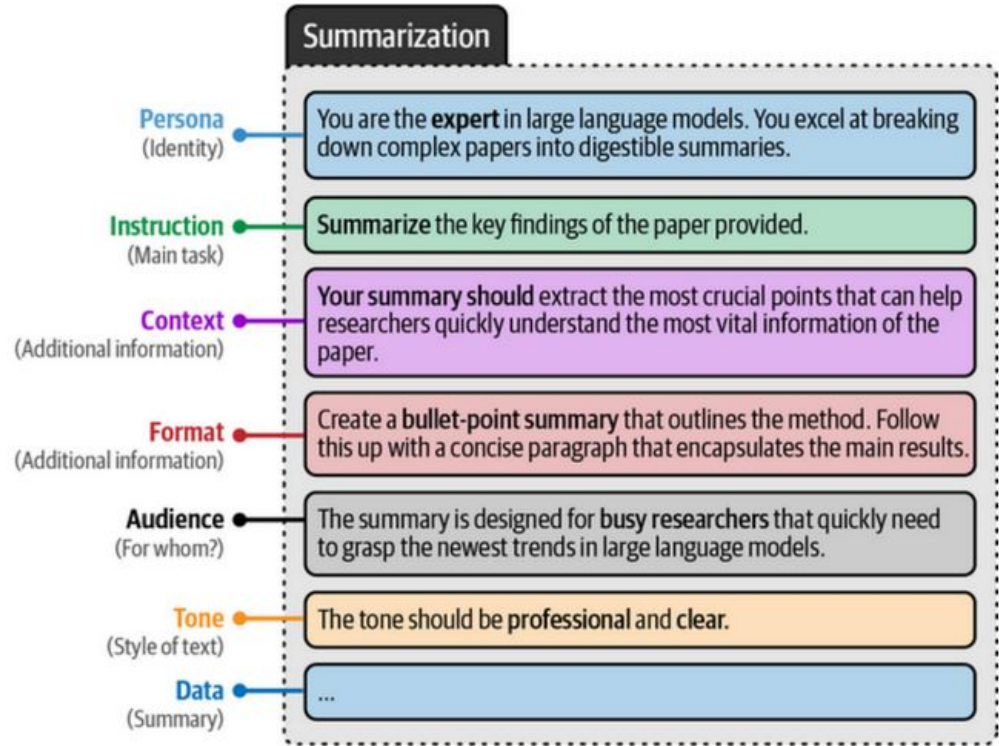 Summarization
Persona
(Identity)
You are the expert in large language models. You excel at breaking
down complex papers into digestible summaries.
Instruction
(Main task)
Summarize the key findings of the paper provided.
Context
(Additional information)
Your summary should extract the most crucial points that can help
researchers quickly understand the most vital information of the
paper.
Format
(Additional information)
Create a bullet-point summary that outlines the method. Follow
this up with a concise paragraph that encapsulates the main results.
Audience
(For whom?)
The summary is designed for busy researchers that quickly need
to grasp the newest trends in large language models.
Tone
(Style of text)
The tone should be professional and clear.
Data
(Summary)
...